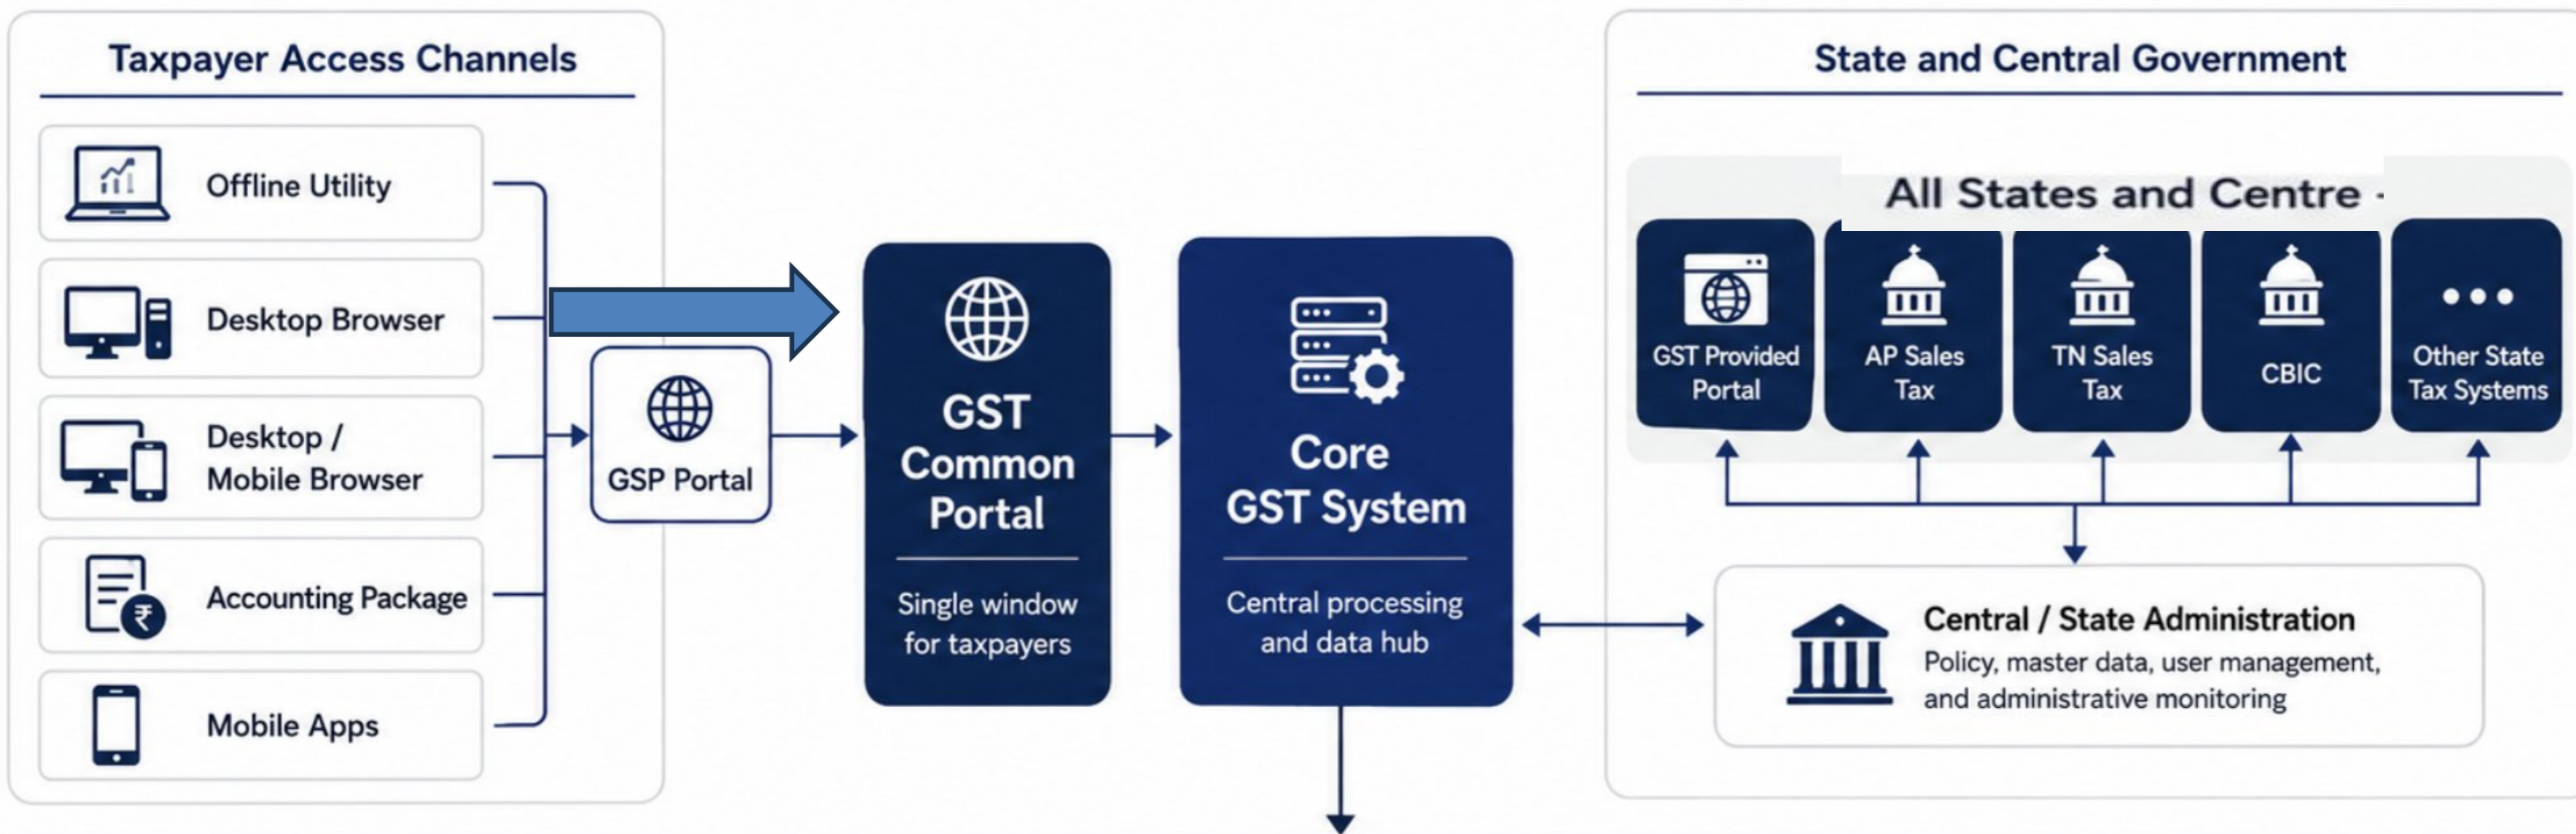 Taxpayer Access Channels
Offline Utility
Desktop Browser
Desktop /
Mobile Browser
Accounting Package
₹
Mobile Apps
GSP Portal
GST
Common
Portal
Single window
for taxpayers
Core
GST System
Central processing
and data hub
State and Central Government
All States and Centre -
GST Provided
Portal
AP Sales
Tax
TN Sales
Tax
CBIC
Other State
Tax Systems
Central / State Administration
Policy, master data, user management,
and administrative monitoring